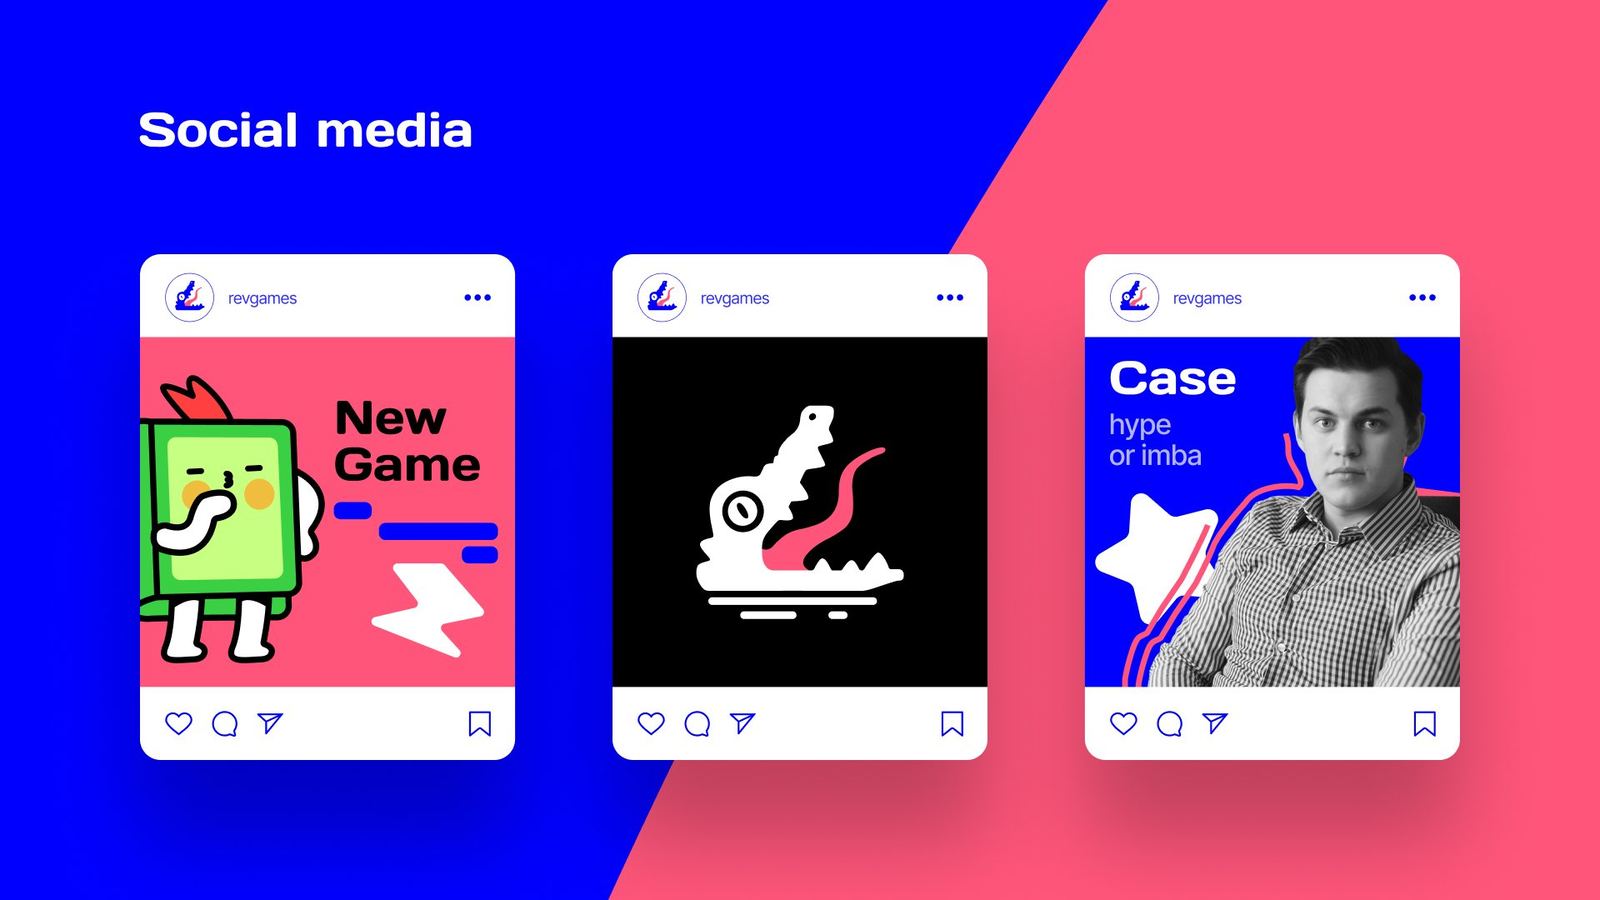 Social media
revgames
New
Game
revgames
revgames
Case
hype
or imba